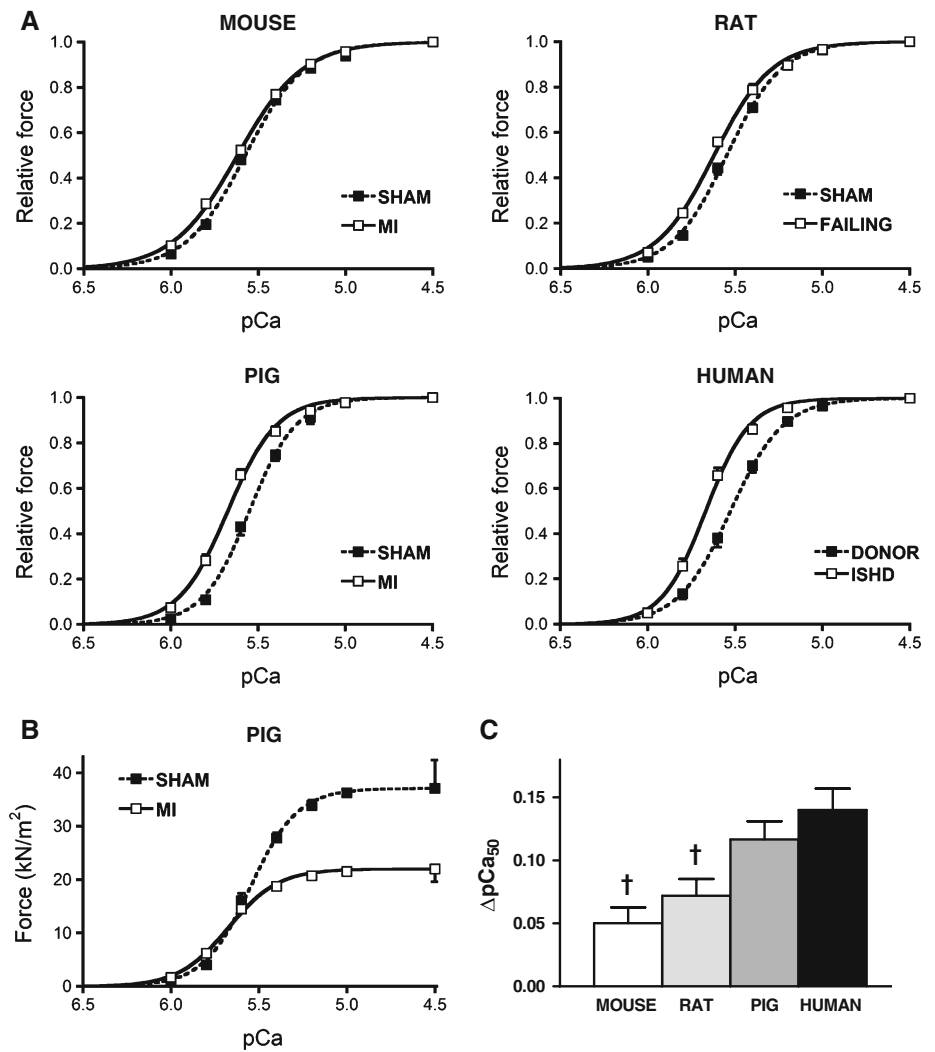 A
MOUSE
Relative force
1.0
0.8
0.6
0.4
0.2
0.0
SHAM
MI
6.5 6.0 5.5 5.0 4.5
pCa
RAT
Relative force
1.0
0.8
0.6
0.4
0.2
0.0
SHAM
FAILING
6.5 6.0 5.5 5.0 4.5
pCa
PIG
Relative force
1.0
0.8
0.6
0.4
0.2
0.0
SHAM
MI
6.5 6.0 5.5 5.0 4.5
pCa
HUMAN
Relative force
1.0
0.8
0.6
0.4
0.2
0.0
DONOR
ISHD
6.5 6.0 5.5 5.0 4.5
pCa
B
PIG
Force (kN/m²)
40
30
20
10
0
SHAM
MI
6.5 6.0 5.5 5.0 4.5
pCa
C
ΔpCa₅₀
0.15
0.10
0.05
0.00
† †
MOUSE RAT PIG HUMAN